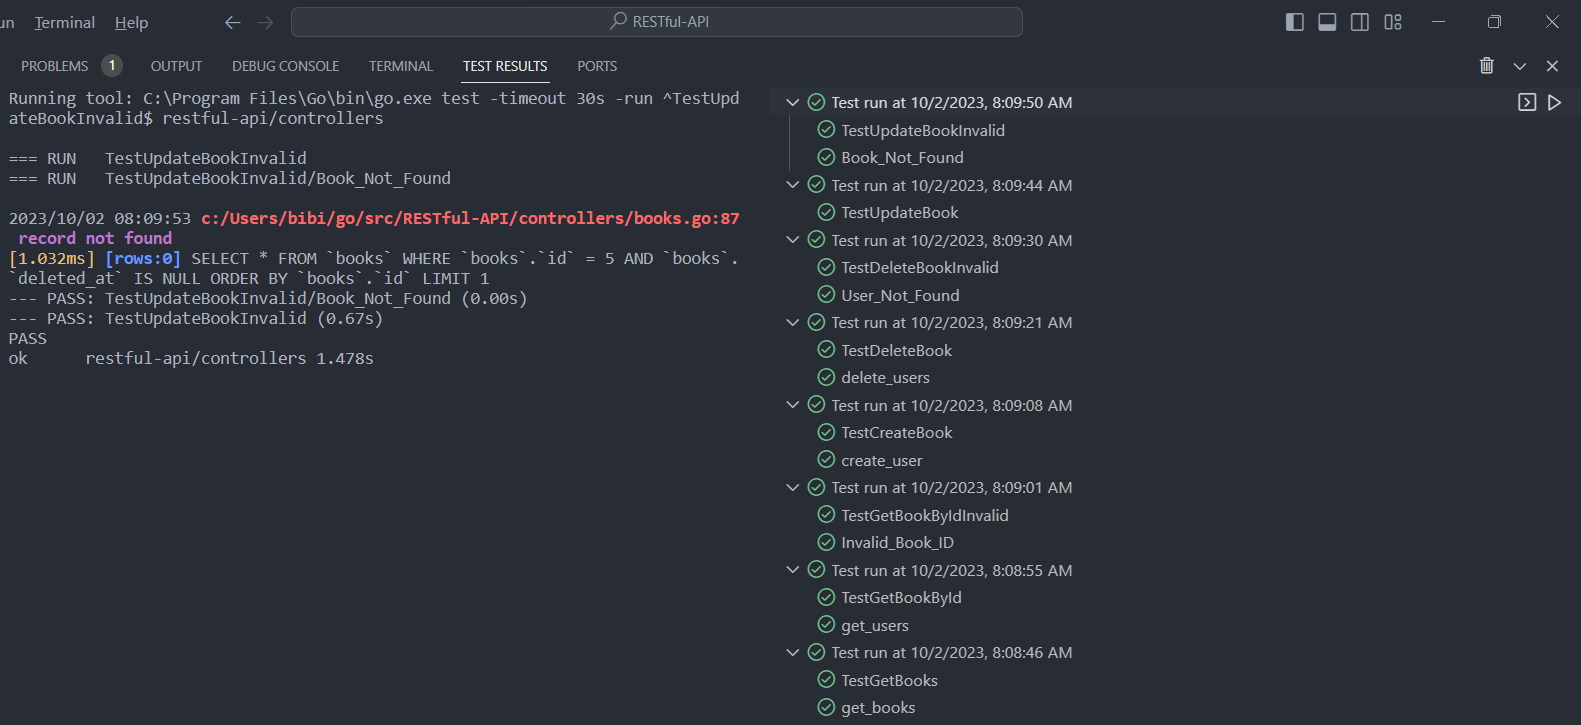 un Terminal Help RESTful-API
PROBLEMS 1 OUTPUT DEBUG CONSOLE TERMINAL TEST RESULTS PORTS
Running tool: C:\Program Files\Go\bin\go.exe test -timeout 30s -run ^TestUpd
ateBookInvalid$ restful-api/controllers
=== RUN   TestUpdateBookInvalid
=== RUN   TestUpdateBookInvalid/Book_Not_Found
2023/10/02 08:09:53 c:/Users/bibi/go/src/RESTful-API/controllers/books.go:87
record not found
[1.032ms] [rows:0] SELECT * FROM `books` WHERE `books`.`id` = 5 AND `books`.
`deleted_at` IS NULL ORDER BY `books`.`id` LIMIT 1
--- PASS: TestUpdateBookInvalid/Book_Not_Found (0.00s)
--- PASS: TestUpdateBookInvalid (0.67s)
PASS
ok      restful-api/controllers 1.478s
Test run at 10/2/2023, 8:09:50 AM
TestUpdateBookInvalid
Book_Not_Found
Test run at 10/2/2023, 8:09:44 AM
TestUpdateBook
Test run at 10/2/2023, 8:09:30 AM
TestDeleteBookInvalid
User_Not_Found
Test run at 10/2/2023, 8:09:21 AM
TestDeleteBook
delete_users
Test run at 10/2/2023, 8:09:08 AM
TestCreateBook
create_user
Test run at 10/2/2023, 8:09:01 AM
TestGetBookByIdInvalid
Invalid_Book_ID
Test run at 10/2/2023, 8:08:55 AM
TestGetBookById
get_users
Test run at 10/2/2023, 8:08:46 AM
TestGetBooks
get_books